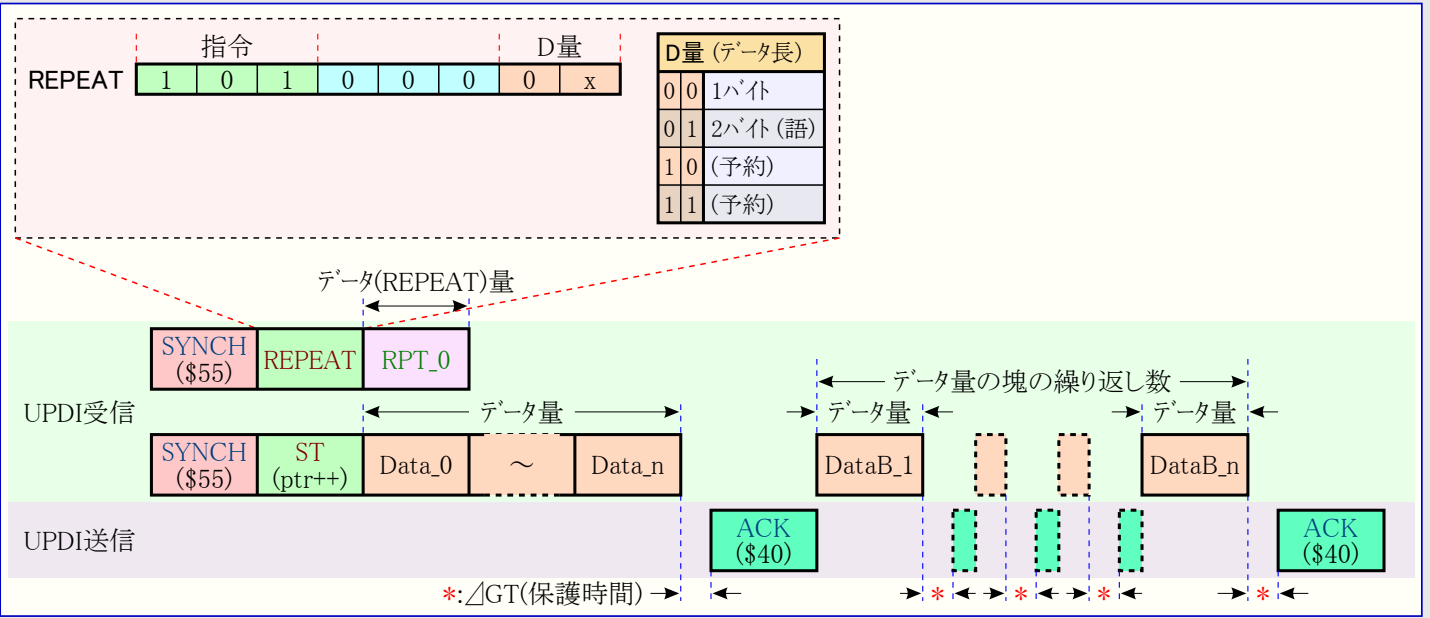 指令 D量
REPEAT 1 0 1 0 0 0 0 x
D量 (データ長)
0 0 1バイト
0 1 2バイト (語)
1 0 (予約)
1 1 (予約)
データ(REPEAT)量
SYNCH
($55)
REPEAT
RPT_0
UPDI受信
データ量
データ量の塊の繰り返し数
データ量
データ量
SYNCH
($55)
ST
(ptr++)
Data_0
～
Data_n
DataB_1
DataB_n
UPDI送信
ACK
($40)
ACK
($40)
*:⊿GT(保護時間)
* * * *